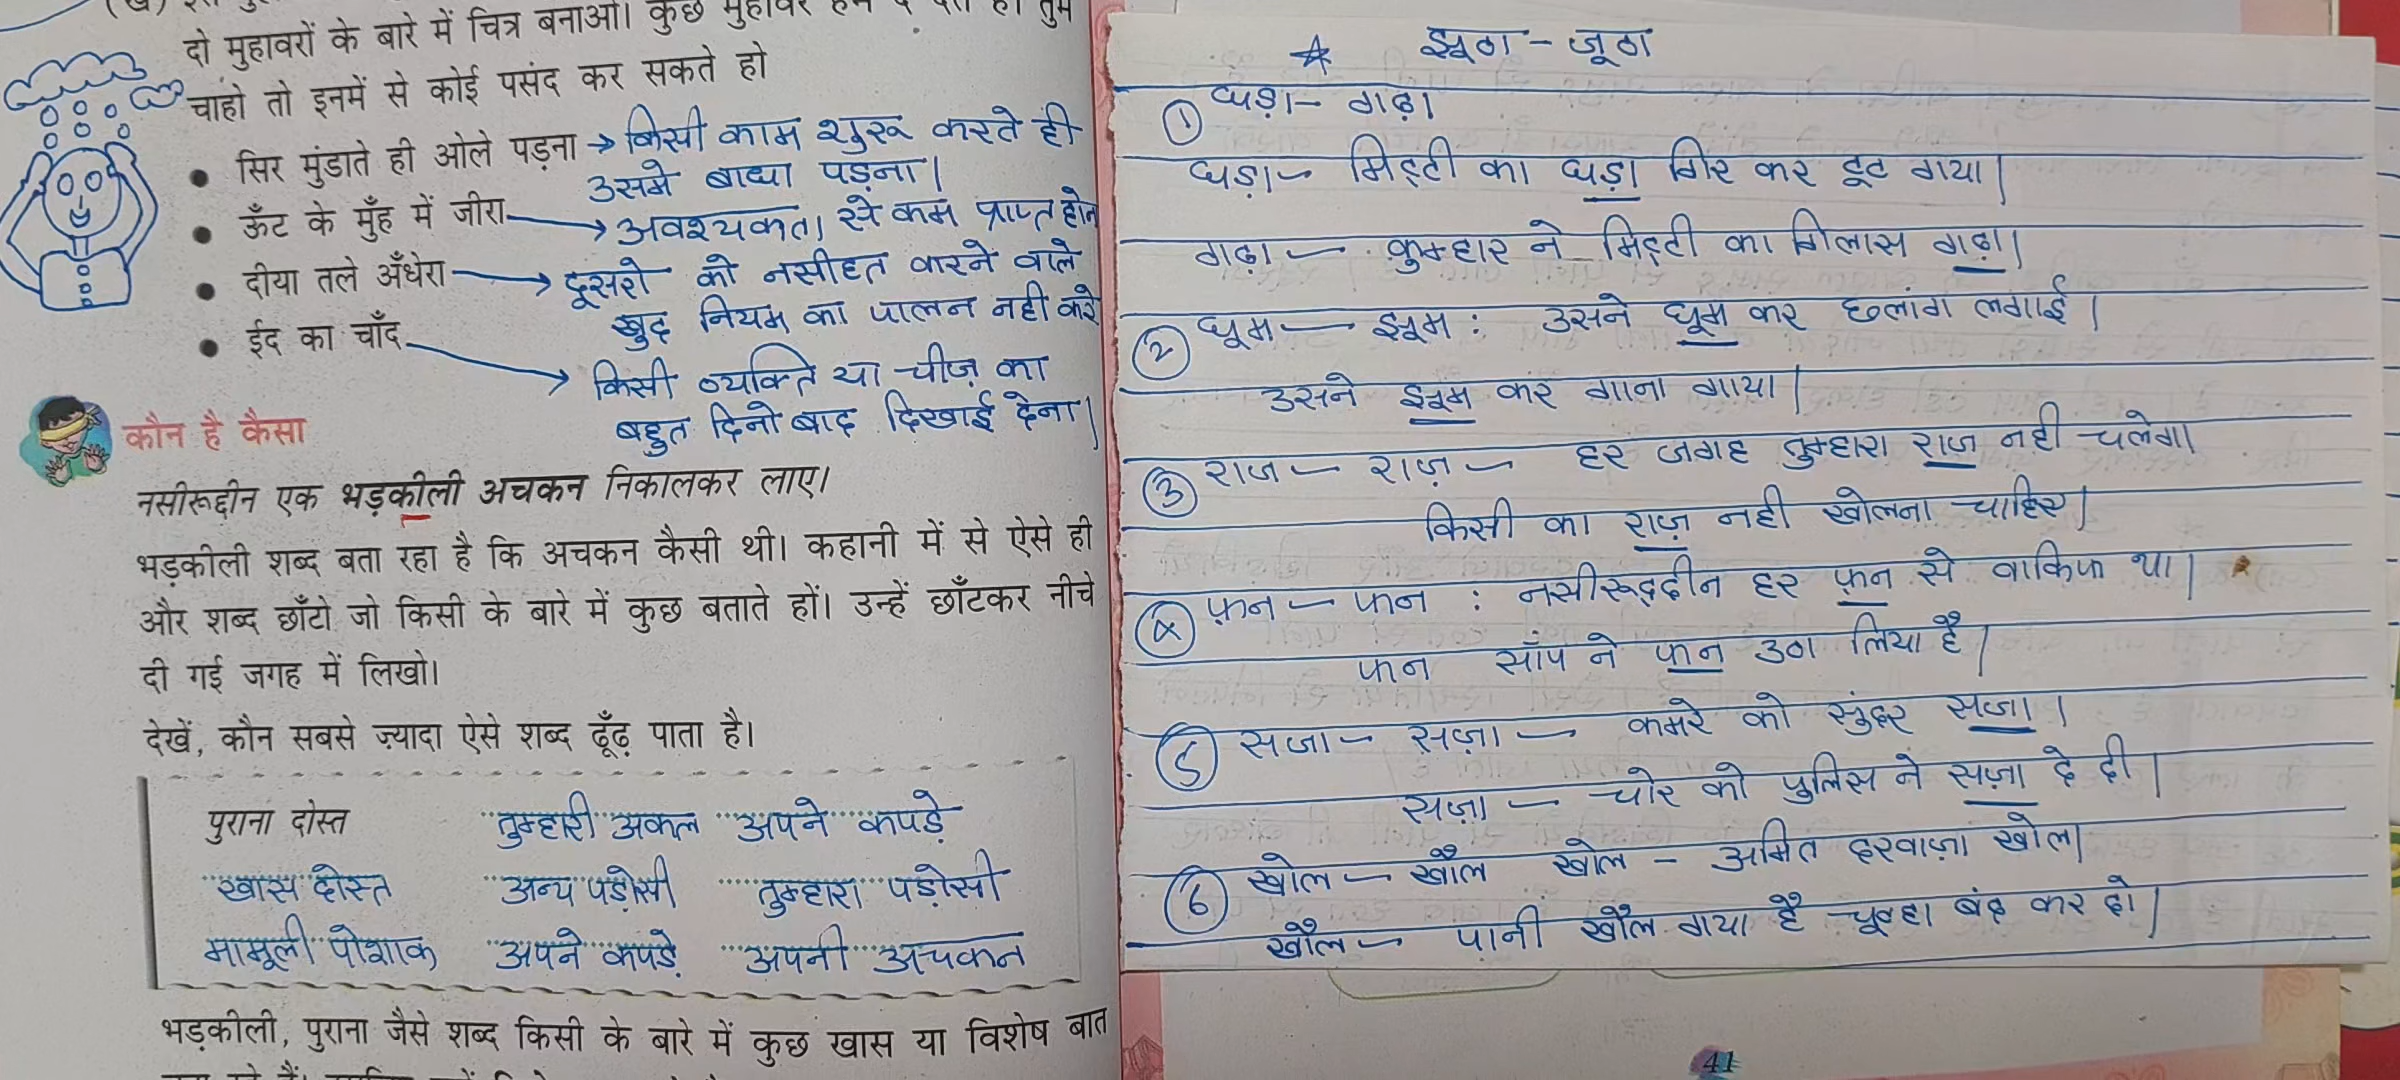 दो मुहावरों के बारे में चित्र बनाओ। कुछ मुहावरे हम दे देते हैं। तुम
चाहो तो इनमें से कोई पसंद कर सकते हो
• सिर मुंडाते ही ओले पड़ना → किसी काम शुरू करते ही
उसमे बाधा पड़ना।
• ऊँट के मुँह में जीरा → अवश्यकता से कम प्राप्त होन
• दीया तले अँधेरा → दूसरो को नसीहत करने वाले
खुद नियम का पालन नही करे
• ईद का चाँद → किसी व्यक्ति या चीज़ का
बहुत दिनो बाद दिखाई देना।
कौन है कैसा
नसीरूद्दीन एक भड़कीली अचकन निकालकर लाए।
भड़कीली शब्द बता रहा है कि अचकन कैसी थी। कहानी में से ऐसे ही
और शब्द छाँटो जो किसी के बारे में कुछ बताते हों। उन्हें छाँटकर नीचे
दी गई जगह में लिखो।
देखें, कौन सबसे ज़्यादा ऐसे शब्द ढूँढ़ पाता है।
पुराना दोस्त तुम्हारी अकल अपने कपड़े
खास दोस्त अन्य पड़ोसी तुम्हारा पड़ोसी
मामूली पोशाक अपने कपड़े अपनी अचकन
भड़कीली, पुराना जैसे शब्द किसी के बारे में कुछ खास या विशेष बात
☆ झूठा - जूठा
① घड़ा - गढ़ा
घड़ा - मिट्टी का घड़ा गिर कर टूट गया।
गढ़ा - कुम्हार ने मिट्टी का गिलास गढ़ा।
② घूम - झूम : उसने घूम कर छलांग लगाई।
उसने झूम कर गाना गाया।
③ राज - राज़ - हर जगह तुम्हारा राज नही चलेगा
किसी का राज़ नही खोलना चाहिए।
④ फ़न - फन : नसीरूद्दीन हर फ़न से वाकिफ था।
फन साँप ने फन उठा लिया है।
⑤ सजा - सज़ा - कमरे को सुंदर सजा।
सज़ा - चोर को पुलिस ने सज़ा दे दी।
⑥ खोल - खौल खोल - अमित दरवाज़ा खोल।
खौल - पानी खौल गया है चूल्हा बंद कर दो।
41